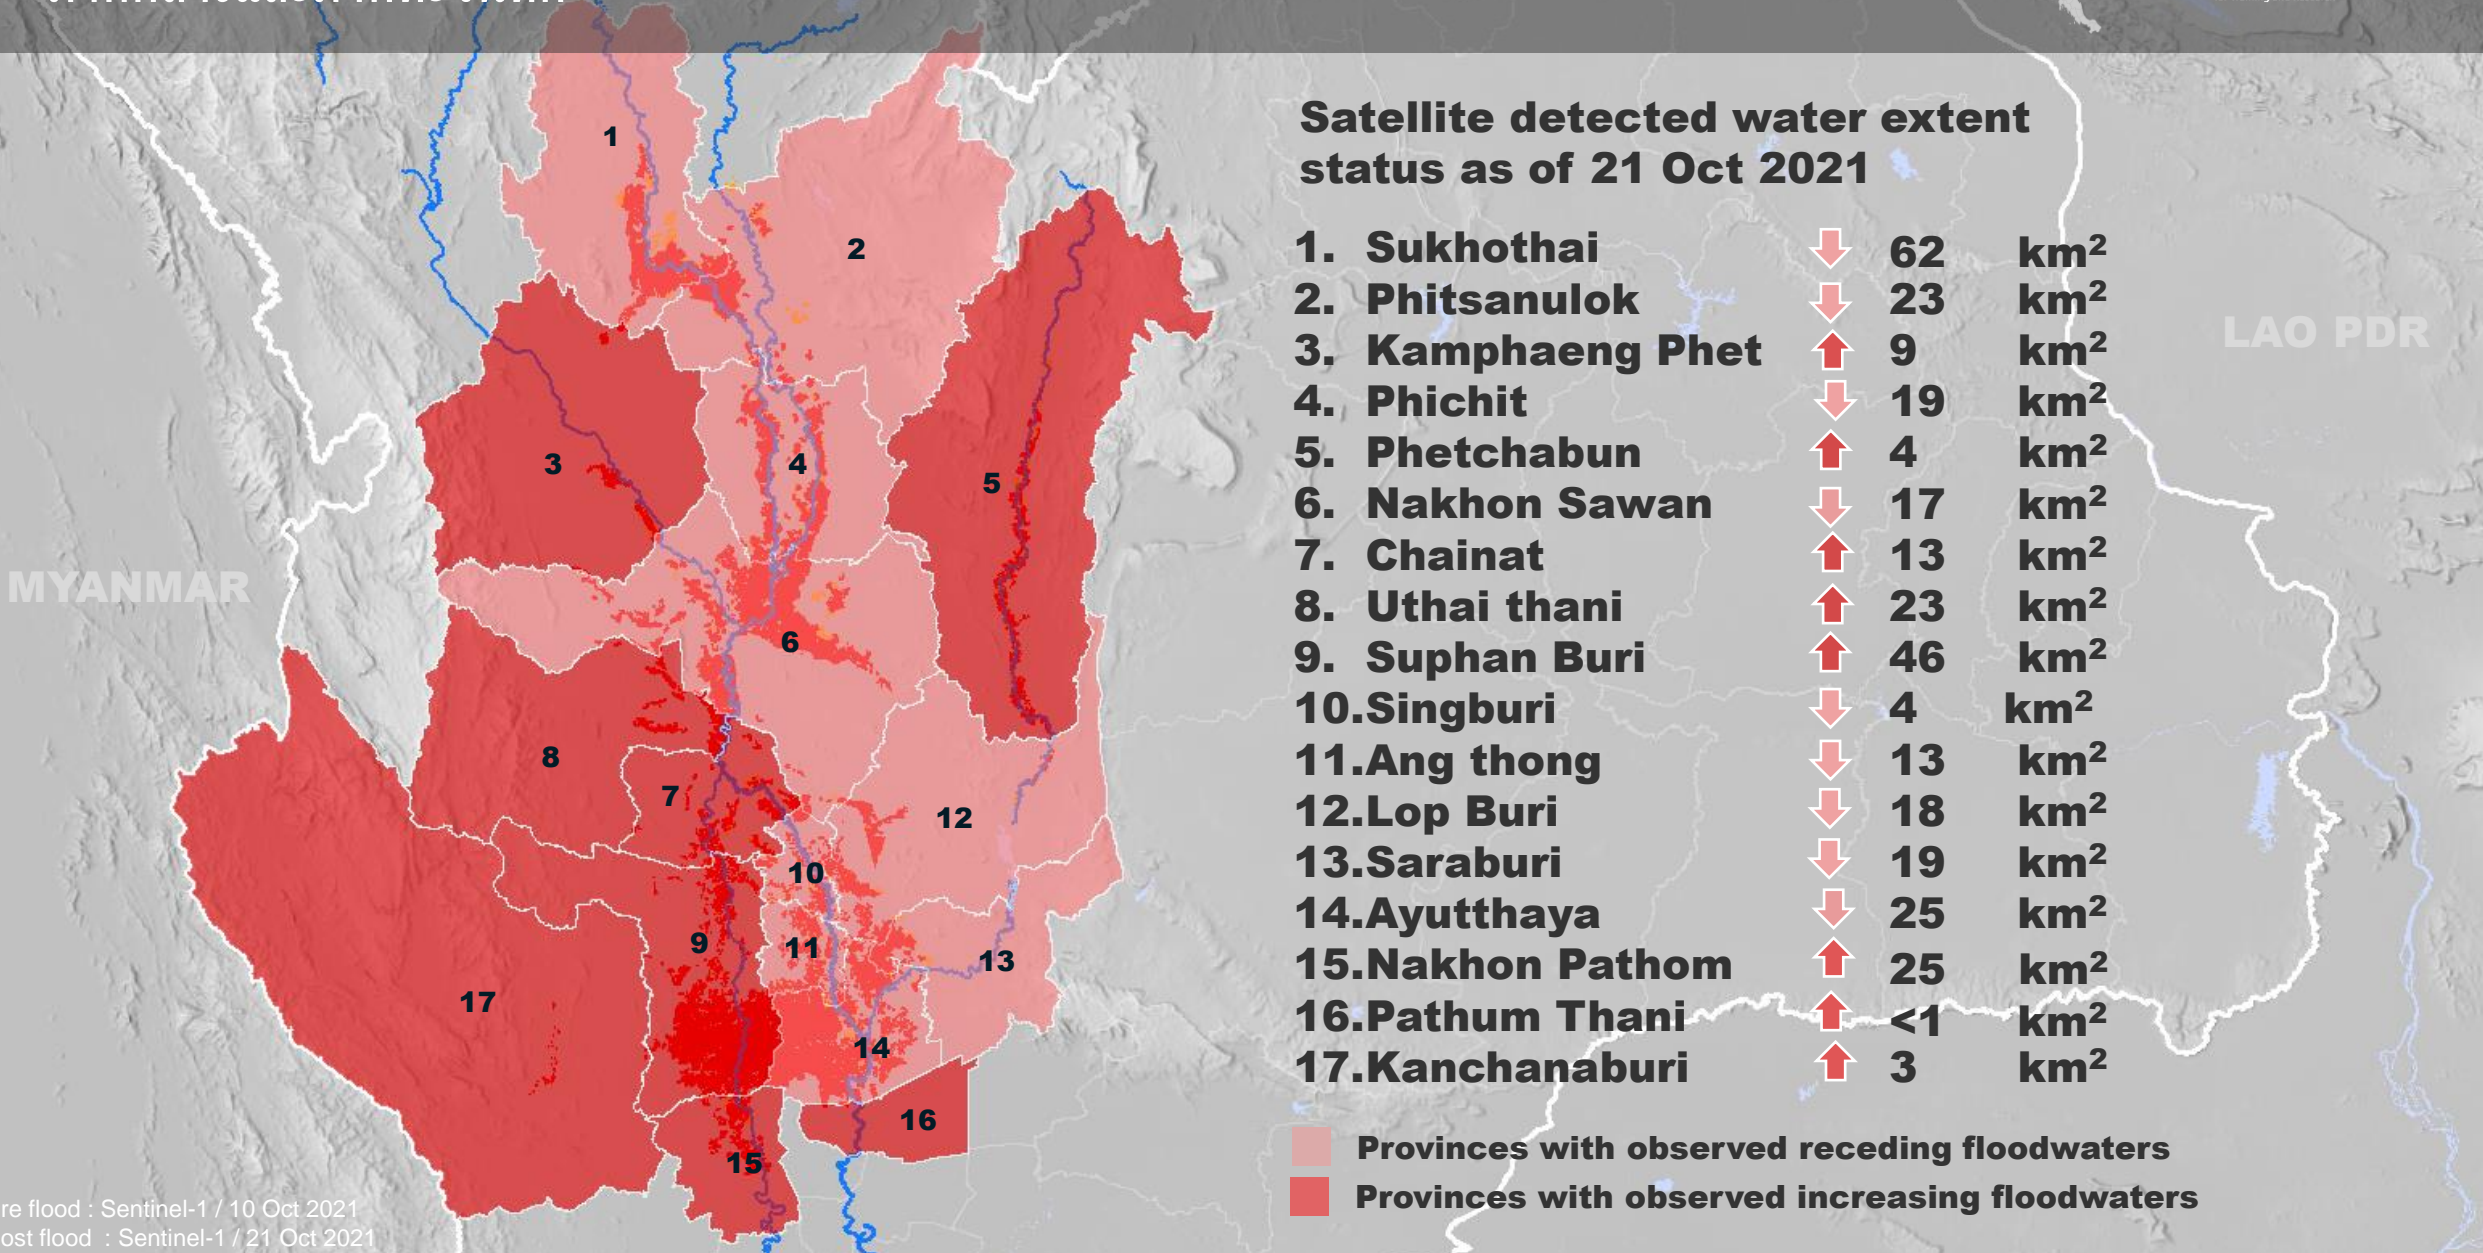 Satellite detected water extent
status as of 21 Oct 2021
1. Sukhothai 62 km²
2. Phitsanulok 23 km²
3. Kamphaeng Phet 9 km²
4. Phichit 19 km²
5. Phetchabun 4 km²
6. Nakhon Sawan 17 km²
7. Chainat 13 km²
8. Uthai thani 23 km²
9. Suphan Buri 46 km²
10.Singburi 4 km²
11.Ang thong 13 km²
12.Lop Buri 18 km²
13.Saraburi 19 km²
14.Ayutthaya 25 km²
15.Nakhon Pathom 25 km²
16.Pathum Thani <1 km²
17.Kanchanaburi 3 km²
Provinces with observed receding floodwaters
Provinces with observed increasing floodwaters
1
2
3
4
5
6
7
8
9
10
11
12
13
14
15
16
17
MYANMAR
LAO PDR
re flood : Sentinel-1 / 10 Oct 2021
ost flood : Sentinel-1 / 21 Oct 2021